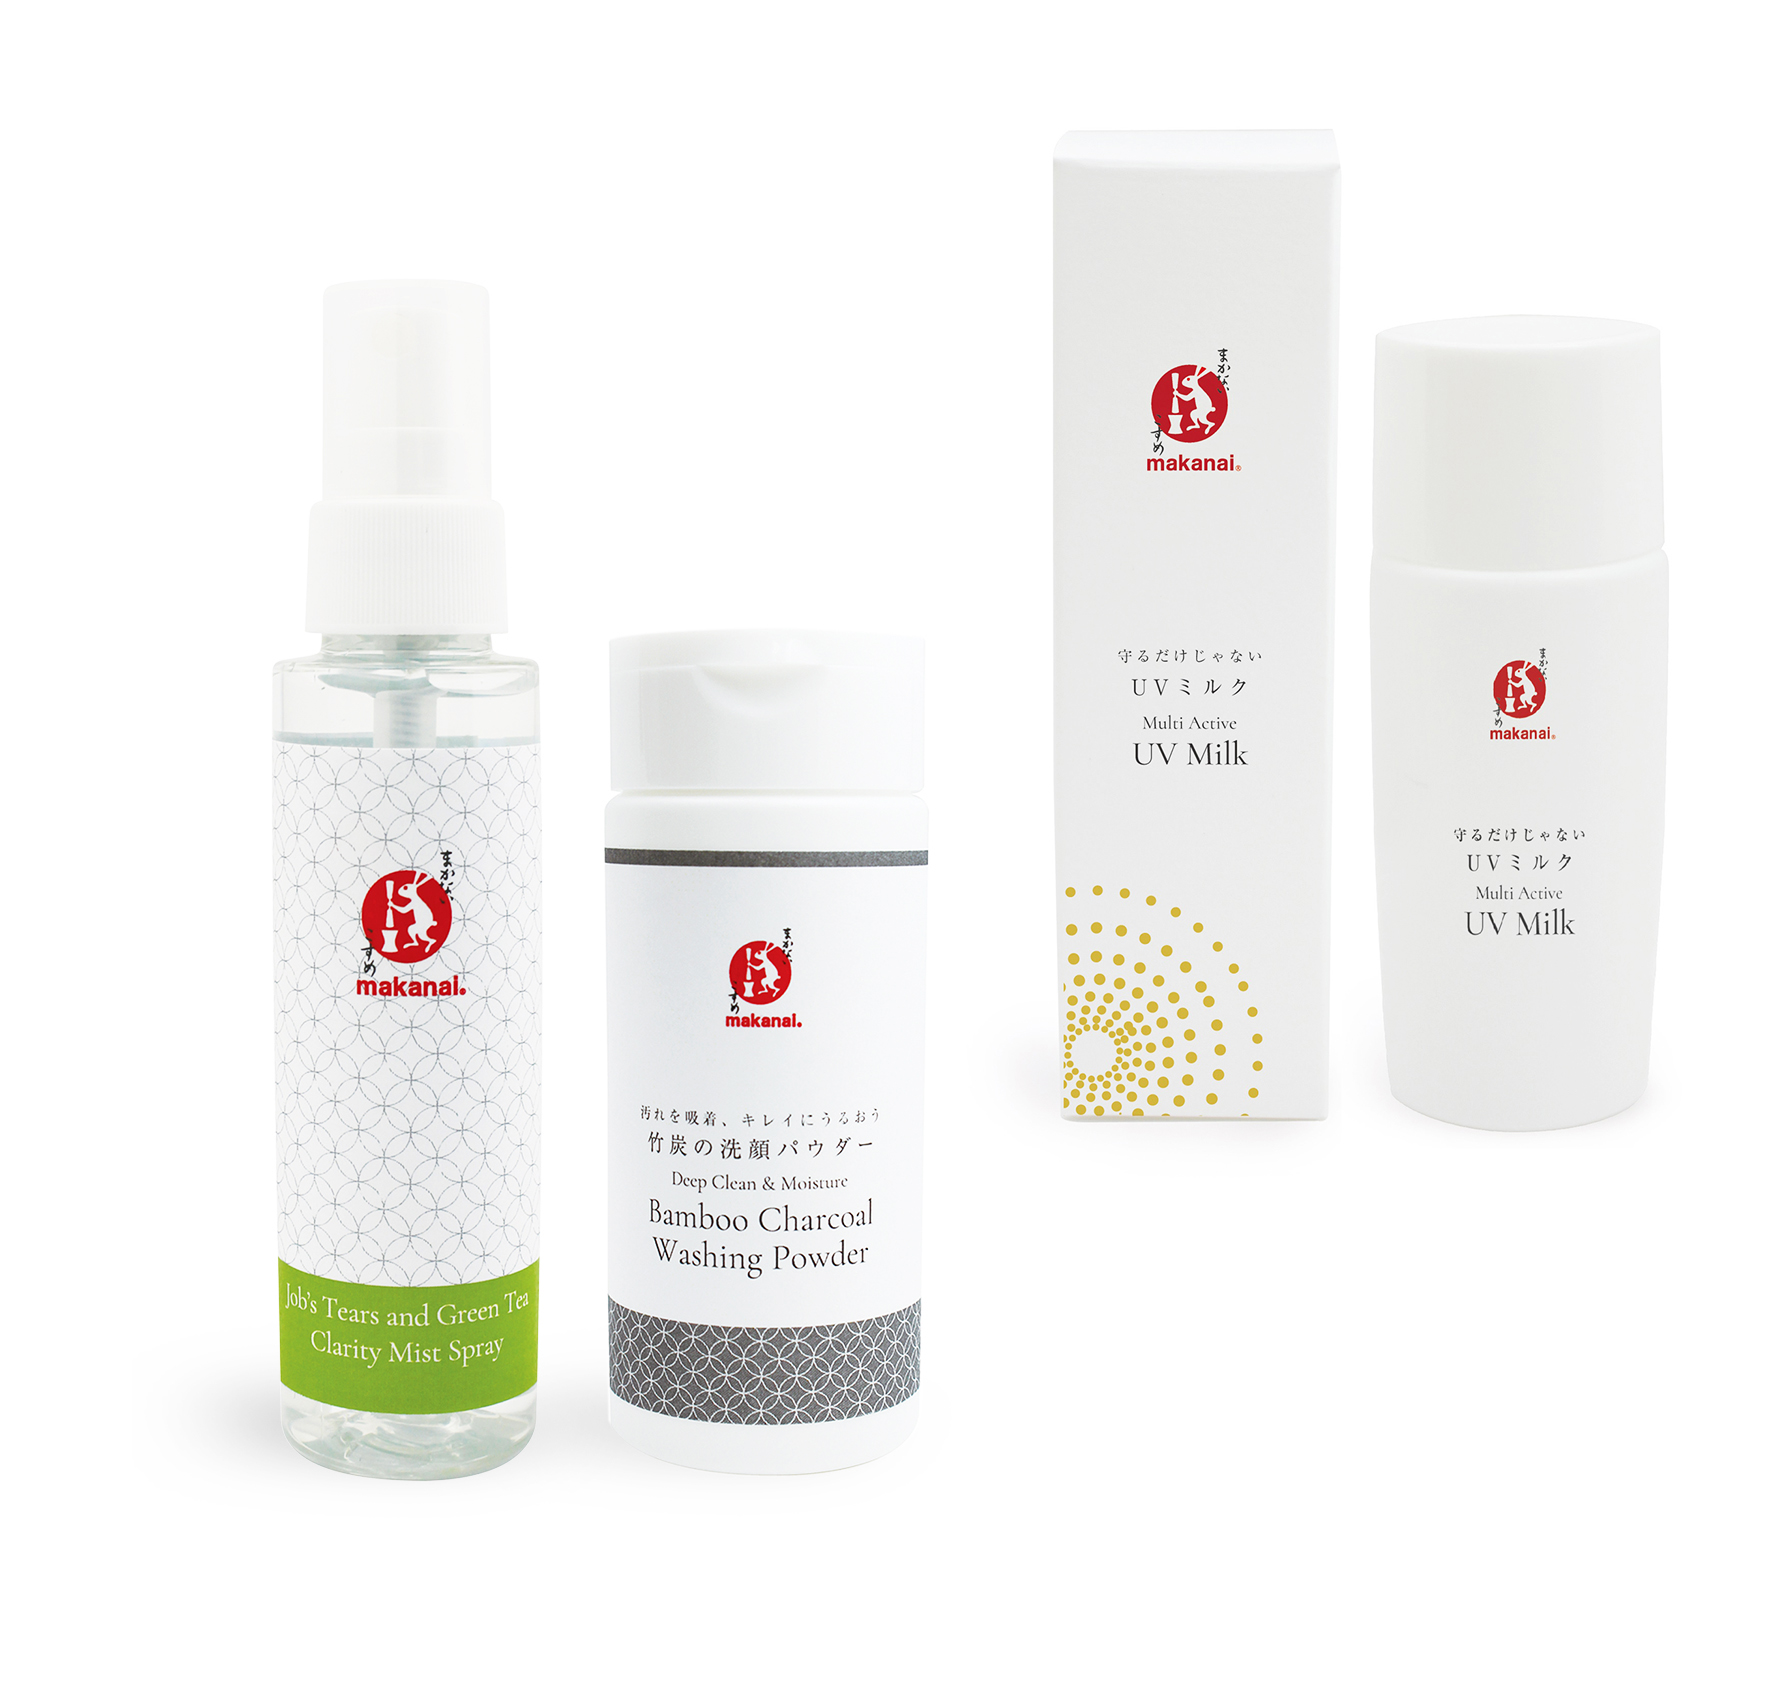 まかない
こすめ
makanai
Job's Tears and Green Tea
Clarity Mist Spray
まかない
こすめ
makanai
汚れを吸着、キレイにうるおう
竹炭の洗顔パウダー
Deep Clean & Moisture
Bamboo Charcoal
Washing Powder
まかない
こすめ
makanai®
守るだけじゃない
UVミルク
Multi Active
UV Milk
まかない
こすめ
makanai®
守るだけじゃない
UVミルク
Multi Active
UV Milk